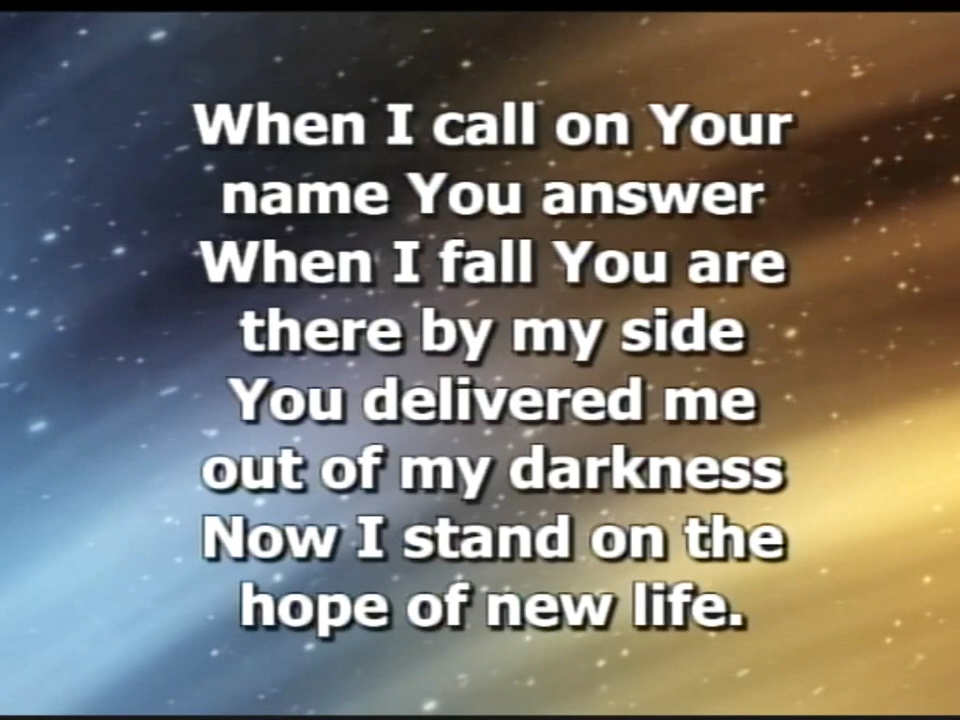 When I call on Your
name You answer
When I fall You are
there by my side
You delivered me
out of my darkness
Now I stand on the
hope of new life.